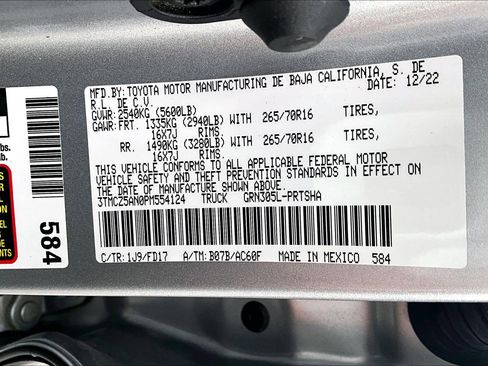 MFD.BY: TOYOTA MOTOR MANUFACTURING DE BAJA CALIFORNIA, S. DE
R.L. DE C.V. DATE: 12/22
GVWR: 2540KG (5600LB)
GAWR: FRT. 1335KG (2940LB) WITH 265/70R16 TIRES,
16X7J RIMS,
RR. 1490KG (3280LB) WITH 265/70R16 TIRES,
16X7J RIMS.
THIS VEHICLE CONFORMS TO ALL APPLICABLE FEDERAL MOTOR
VEHICLE SAFETY AND THEFT PREVENTION STANDARDS IN EFFECT ON
THE DATE OF MANUFACTURE SHOWN ABOVE.
3TMCZ5AN0PM554124 TRUCK GRN305L-PRTSHA
C/TR: 1J9/FD17 A/TM: B07B/AC60F MADE IN MEXICO 584
584
lbs.
lb.